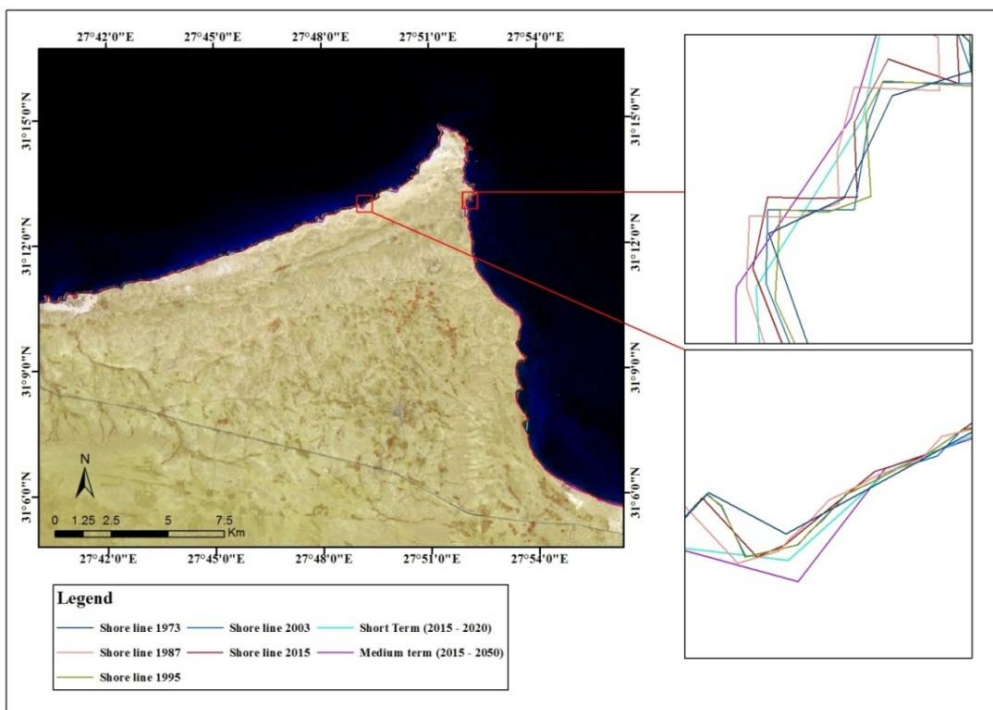 27°42'0"E 27°45'0"E 27°48'0"E 27°51'0"E 27°54'0"E
31°15'0"N 31°15'0"N
31°12'0"N 31°12'0"N
31°9'0"N 31°9'0"N
31°6'0"N 31°6'0"N
N
0 1.25 2.5 5 7.5
Km
27°42'0"E 27°45'0"E 27°48'0"E 27°51'0"E 27°54'0"E
Legend
Shore line 1973 Shore line 2003 Short Term (2015 - 2020)
Shore line 1987 Shore line 2015 Medium term (2015 - 2050)
Shore line 1995